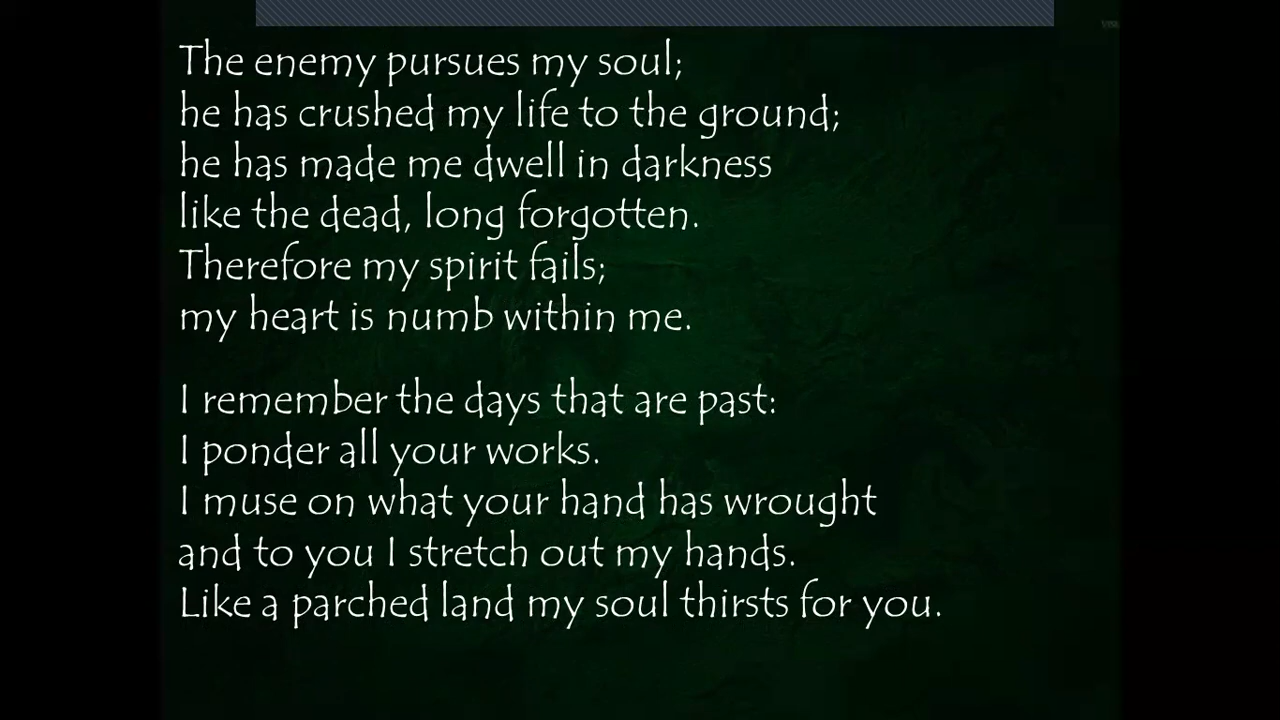 The enemy pursues my soul;
he has crushed my life to the ground;
he has made me dwell in darkness
like the dead, long forgotten.
Therefore my spirit fails;
my heart is numb within me.
I remember the days that are past:
I ponder all your works.
I muse on what your hand has wrought
and to you I stretch out my hands.
Like a parched land my soul thirsts for you.